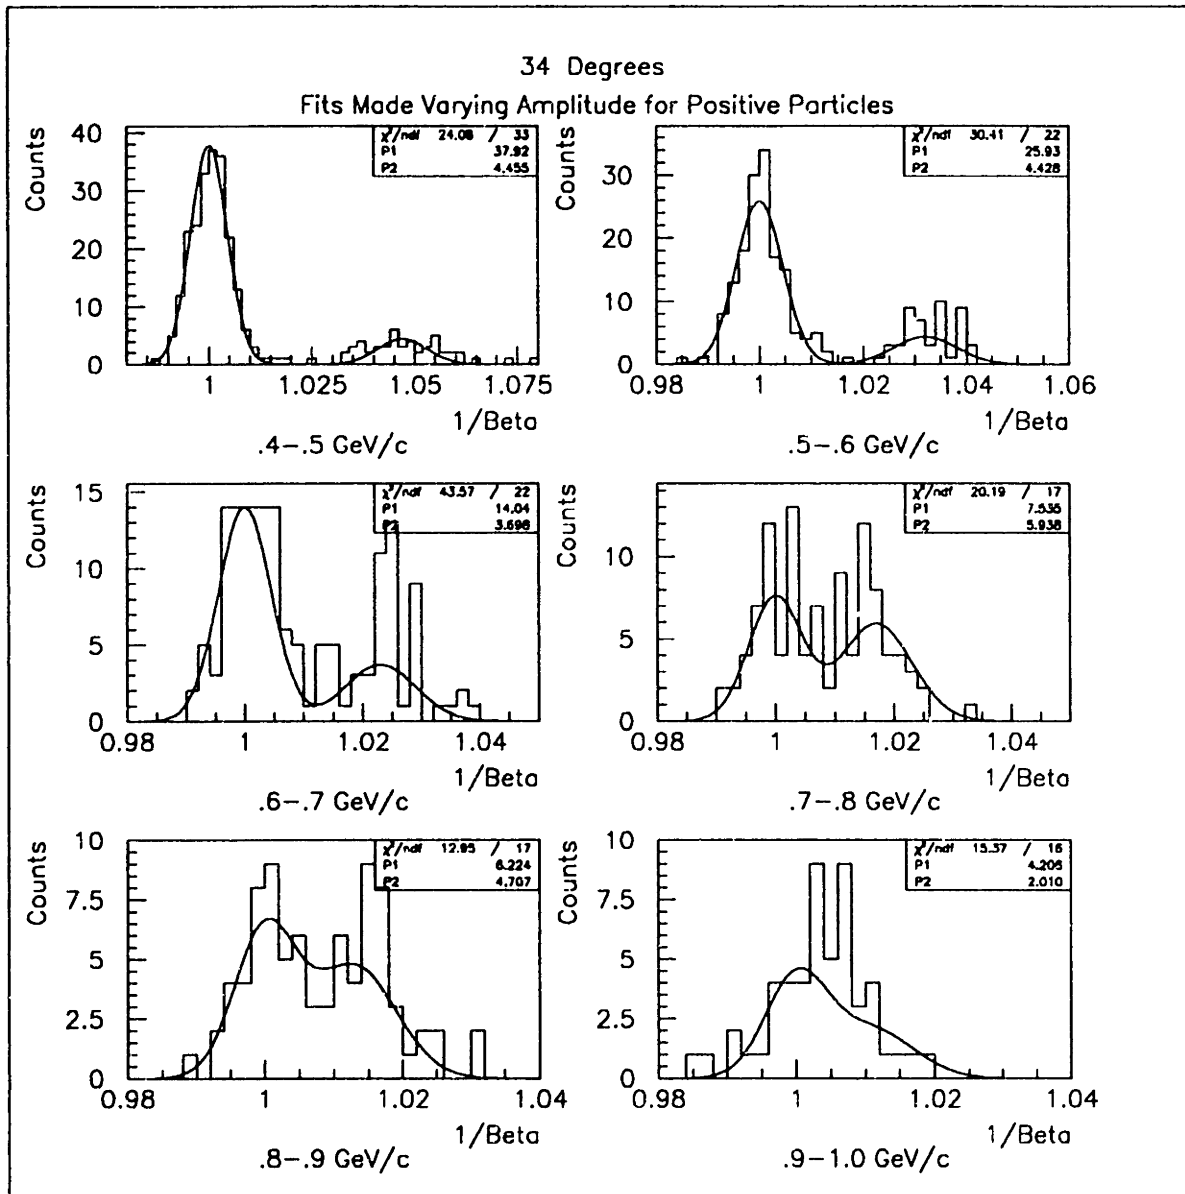 34 Degrees
Fits Made Varying Amplitude for Positive Particles
χ²/ndf 24.08 / 33
P1 37.92
P2 4.455
Counts
40
30
20
10
0
1 1.025 1.05 1.075
1/Beta
.4–.5 GeV/c
χ²/ndf 30.41 / 22
P1 25.93
P2 4.428
Counts
30
20
10
0
0.98 1 1.02 1.04 1.06
1/Beta
.5–.6 GeV/c
χ²/ndf 43.57 / 22
P1 14.04
P2 3.698
Counts
15
10
5
0
0.98 1 1.02 1.04
1/Beta
.6–.7 GeV/c
χ²/ndf 20.19 / 17
P1 7.535
P2 5.938
Counts
10
5
0
0.98 1 1.02 1.04
1/Beta
.7–.8 GeV/c
χ²/ndf 12.95 / 17
P1 6.224
P2 4.707
Counts
10
7.5
5
2.5
0
0.98 1 1.02 1.04
1/Beta
.8–.9 GeV/c
χ²/ndf 15.37 / 16
P1 4.206
P2 2.010
Counts
10
7.5
5
2.5
0
0.98 1 1.02 1.04
1/Beta
.9–1.0 GeV/c